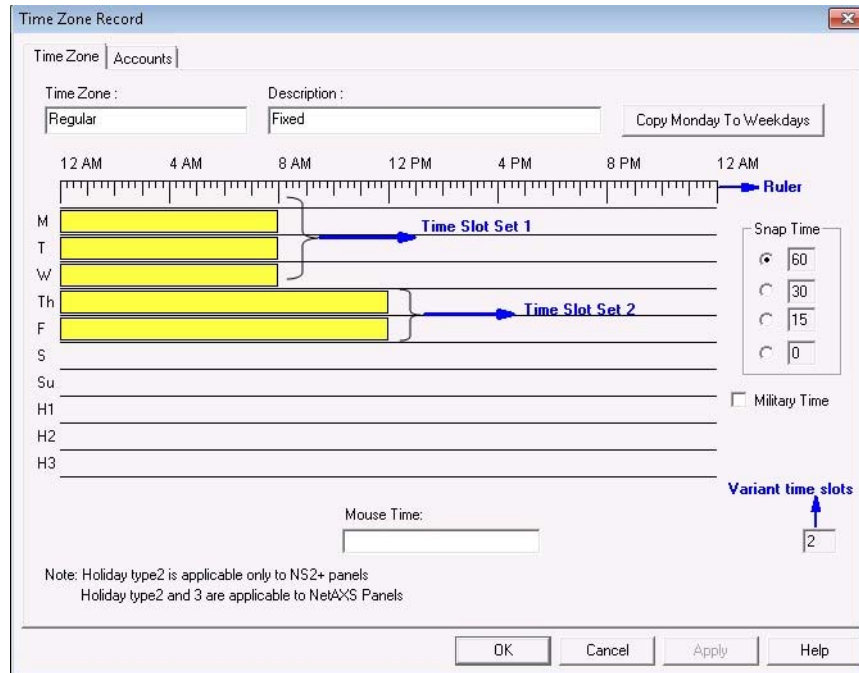 Time Zone Record
Time Zone Accounts
Time Zone : Description :
Regular Fixed Copy Monday To Weekdays
12 AM 4 AM 8 AM 12 PM 4 PM 8 PM 12 AM
Ruler
M
Time Slot Set 1
Snap Time
T
60
W
30
Th
Time Slot Set 2
15
F
0
S
Su
Military Time
H1
H2
H3
Variant time slots
Mouse Time:
2
Note: Holiday type2 is applicable only to NS2+ panels
Holiday type2 and 3 are applicable to NetAXS Panels
OK Cancel Apply Help